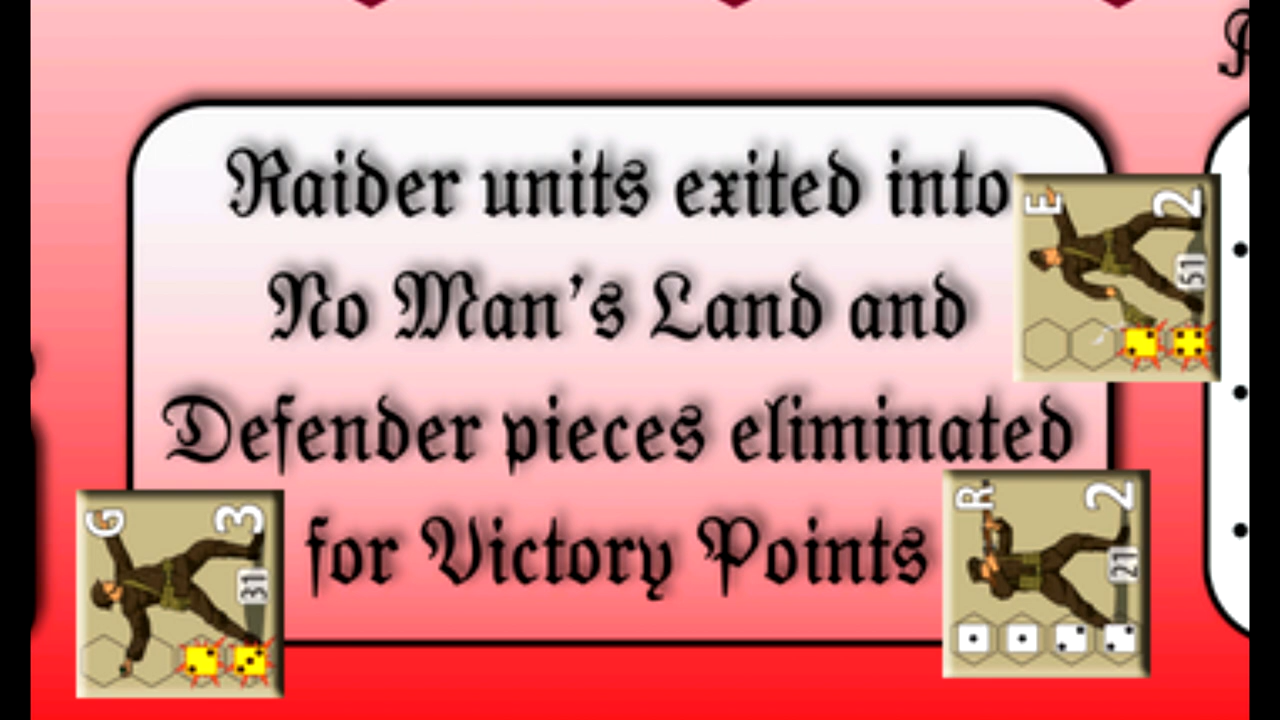 Raider units exited into
No Man's Land and
Defender pieces eliminated
for Victory Points
E 2
51
G 3
31
R 2
21